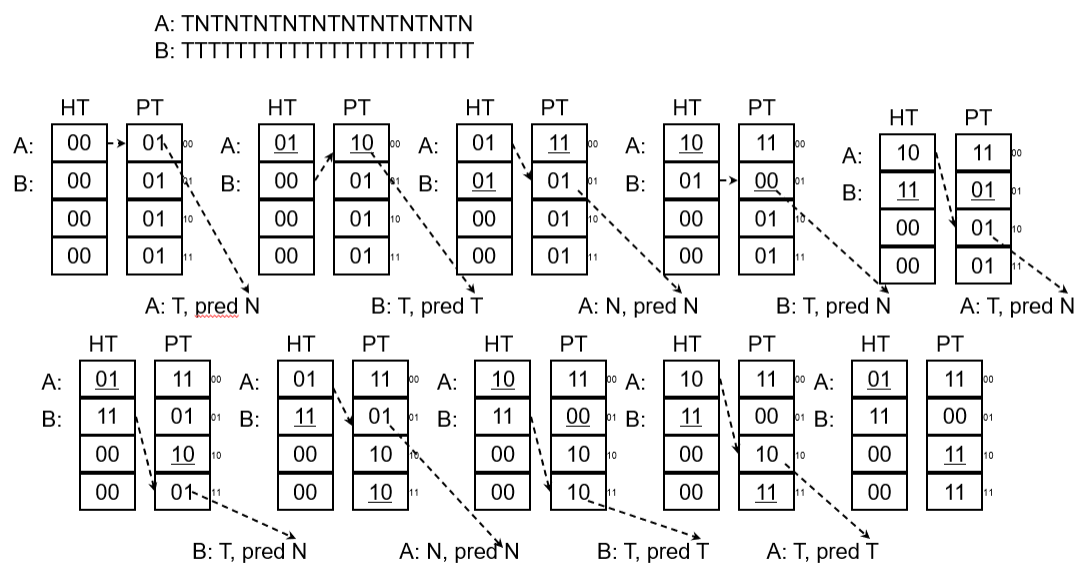 A: TNTNTNTNTNTNTNTNTNTN
B: TTTTTTTTTTTTTTTTTTTTTT
HT PT HT PT HT PT HT PT HT PT
A: 00 01 00 A: 01 10 00 A: 01 11 00 A: 10 11 00 A: 10 11 00
B: 00 01 01 B: 00 01 01 B: 01 01 01 B: 01 00 01 B: 11 01 01
00 01 10 00 01 10 00 01 10 00 01 10 00 01 10
00 01 11 00 01 11 00 01 11 00 01 11 00 01 11
A: T, pred N B: T, pred T A: N, pred N B: T, pred N A: T, pred N
HT PT HT PT HT PT HT PT HT PT
A: 01 11 00 A: 01 11 00 A: 10 11 00 A: 10 11 00 A: 01 11 00
B: 11 01 01 B: 11 01 01 B: 11 00 01 B: 11 00 01 B: 11 00 01
00 10 10 00 10 10 00 10 10 00 10 10 00 11 10
00 01 11 00 10 11 00 10 11 00 11 11 00 11 11
B: T, pred N A: N, pred N B: T, pred T A: T, pred T